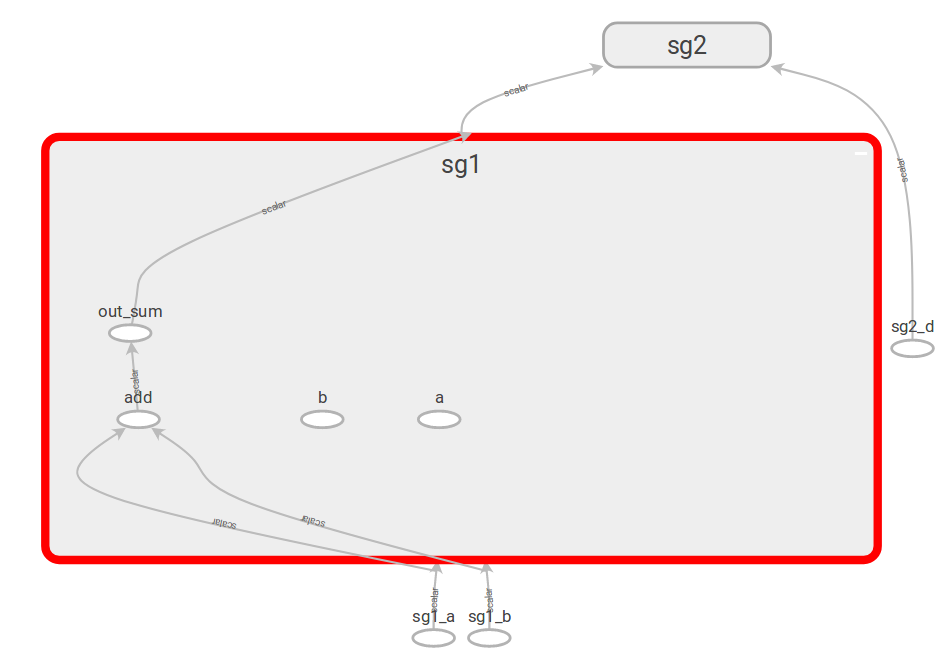 sg2
scalar
sg1
scalar
scalar
out_sum
sg2_d
scalar
add
b
a
scalar
scalar
scalar
scalar
sg1_a
sg1_b